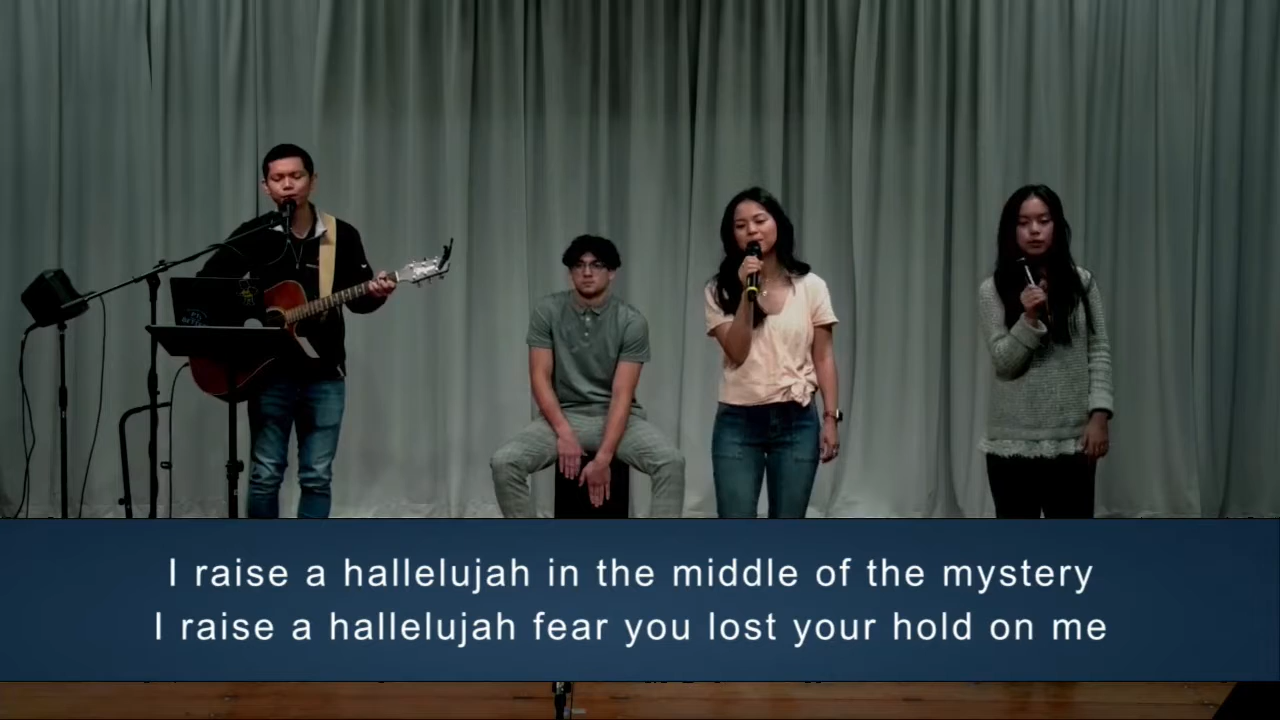 I raise a hallelujah in the middle of the mystery
I raise a hallelujah fear you lost your hold on me